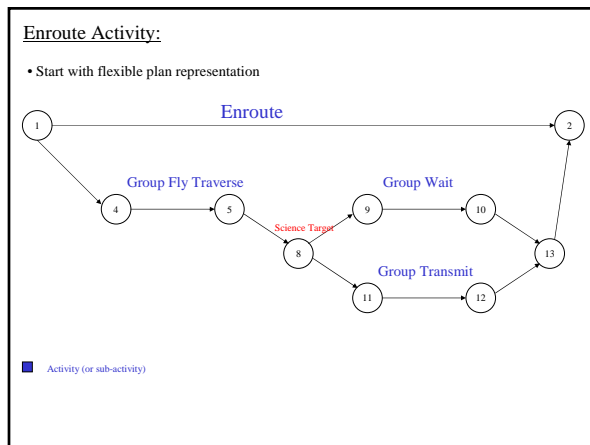 Enroute Activity:
• Start with flexible plan representation
Enroute
1
2
Group Fly Traverse
Group Wait
4
5
9
10
Science Target
8
13
Group Transmit
11
12
Activity (or sub-activity)